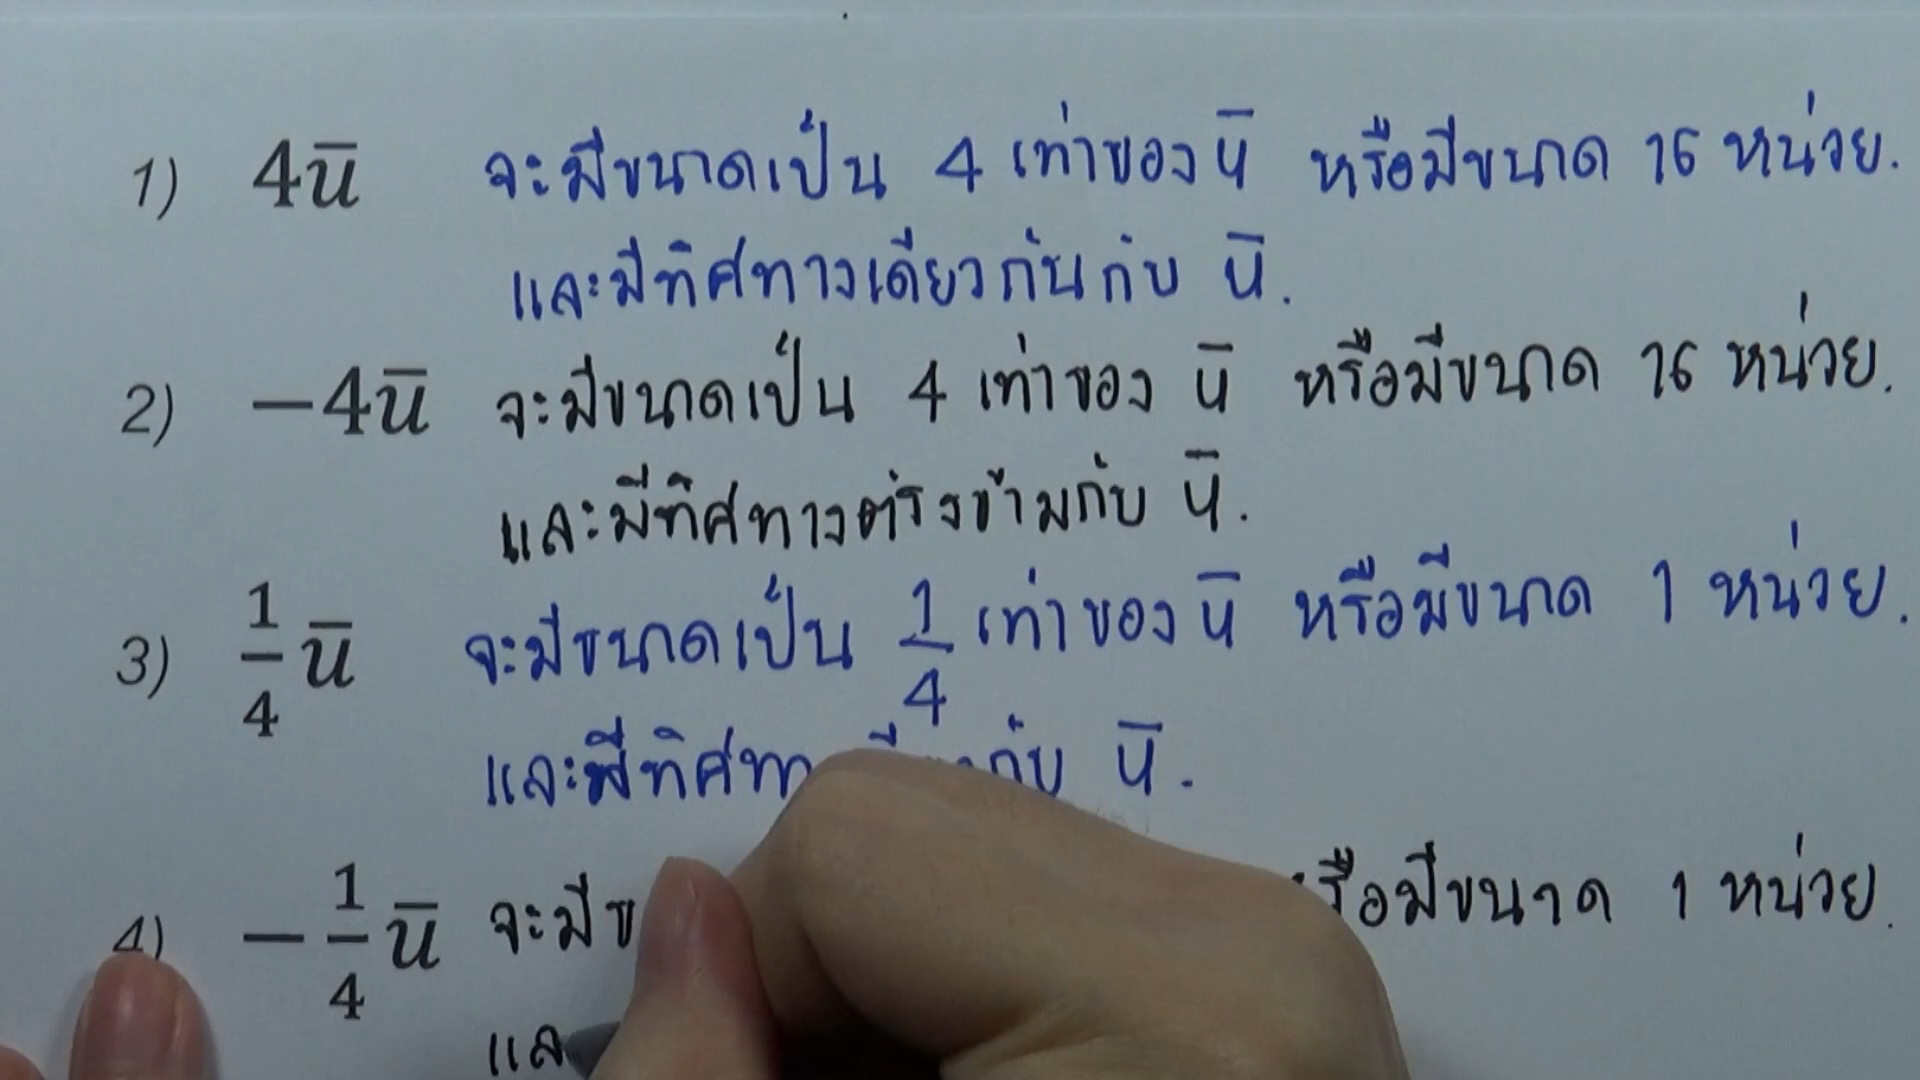 1) 4ū จะมีขนาดเป็น 4 เท่าของ ū หรือมีขนาด 16 หน่วย.
และมีทิศทางเดียวกันกับ ū.
2) −4ū จะมีขนาดเป็น 4 เท่าของ ū หรือมีขนาด 16 หน่วย.
และมีทิศทางตรงข้ามกับ ū.
3) 1/4 ū จะมีขนาดเป็น 1/4 เท่าของ ū หรือมีขนาด 1 หน่วย.
และมีทิศทา กับ ū.
4) −1/4 ū จะมีข รือมีขนาด 1 หน่วย.
แล